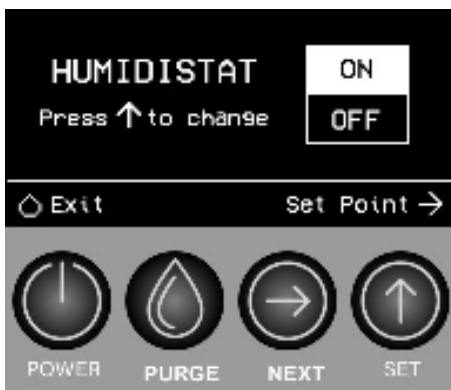 HUMIDISTAT ON
Press ↑ to change OFF
Exit Set Point →
POWER PURGE NEXT SET